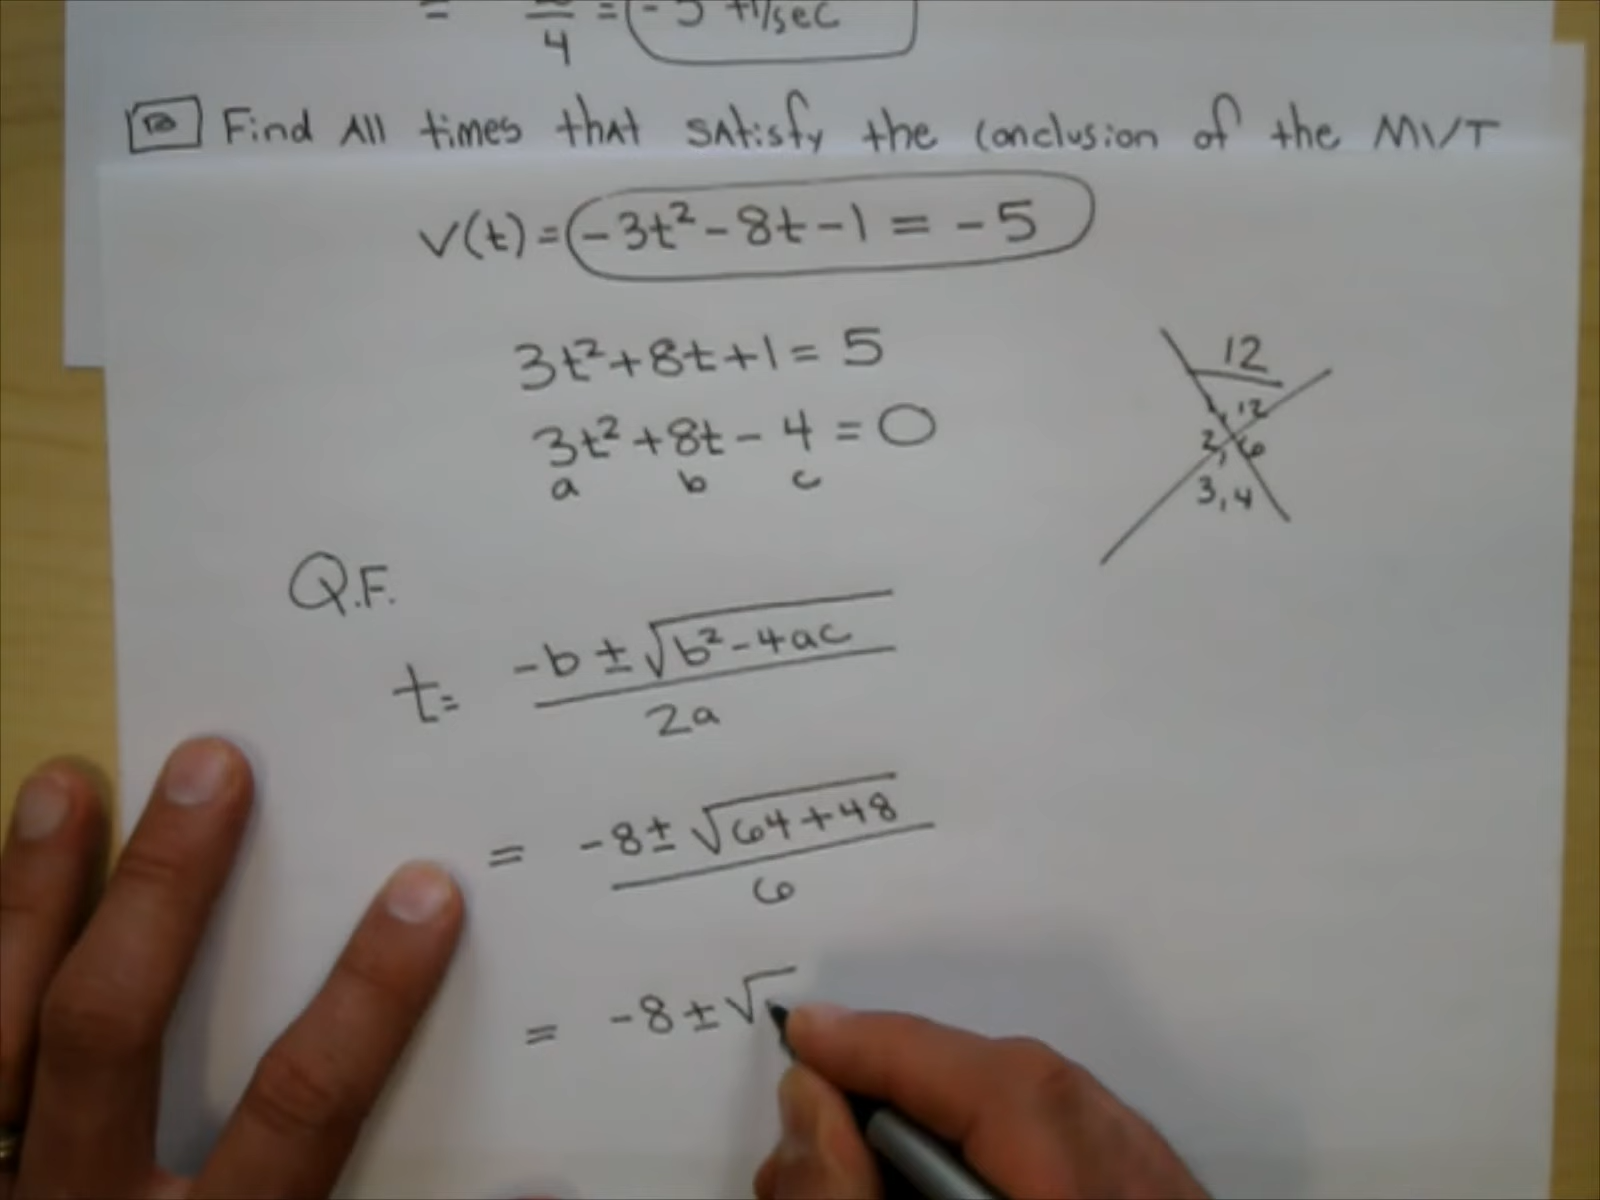 = — = -5 ft/sec
4
B Find All times that satisfy the conclusion of the MVT
v(t) = -3t² - 8t - 1 = -5
3t² + 8t + 1 = 5
12
3t² + 8t - 4 = 0
a b c
1, 12
2, 6
3, 4
Q.F.
t = -b ± √b² - 4ac
2a
= -8 ± √64 + 48
6
= -8 ± √